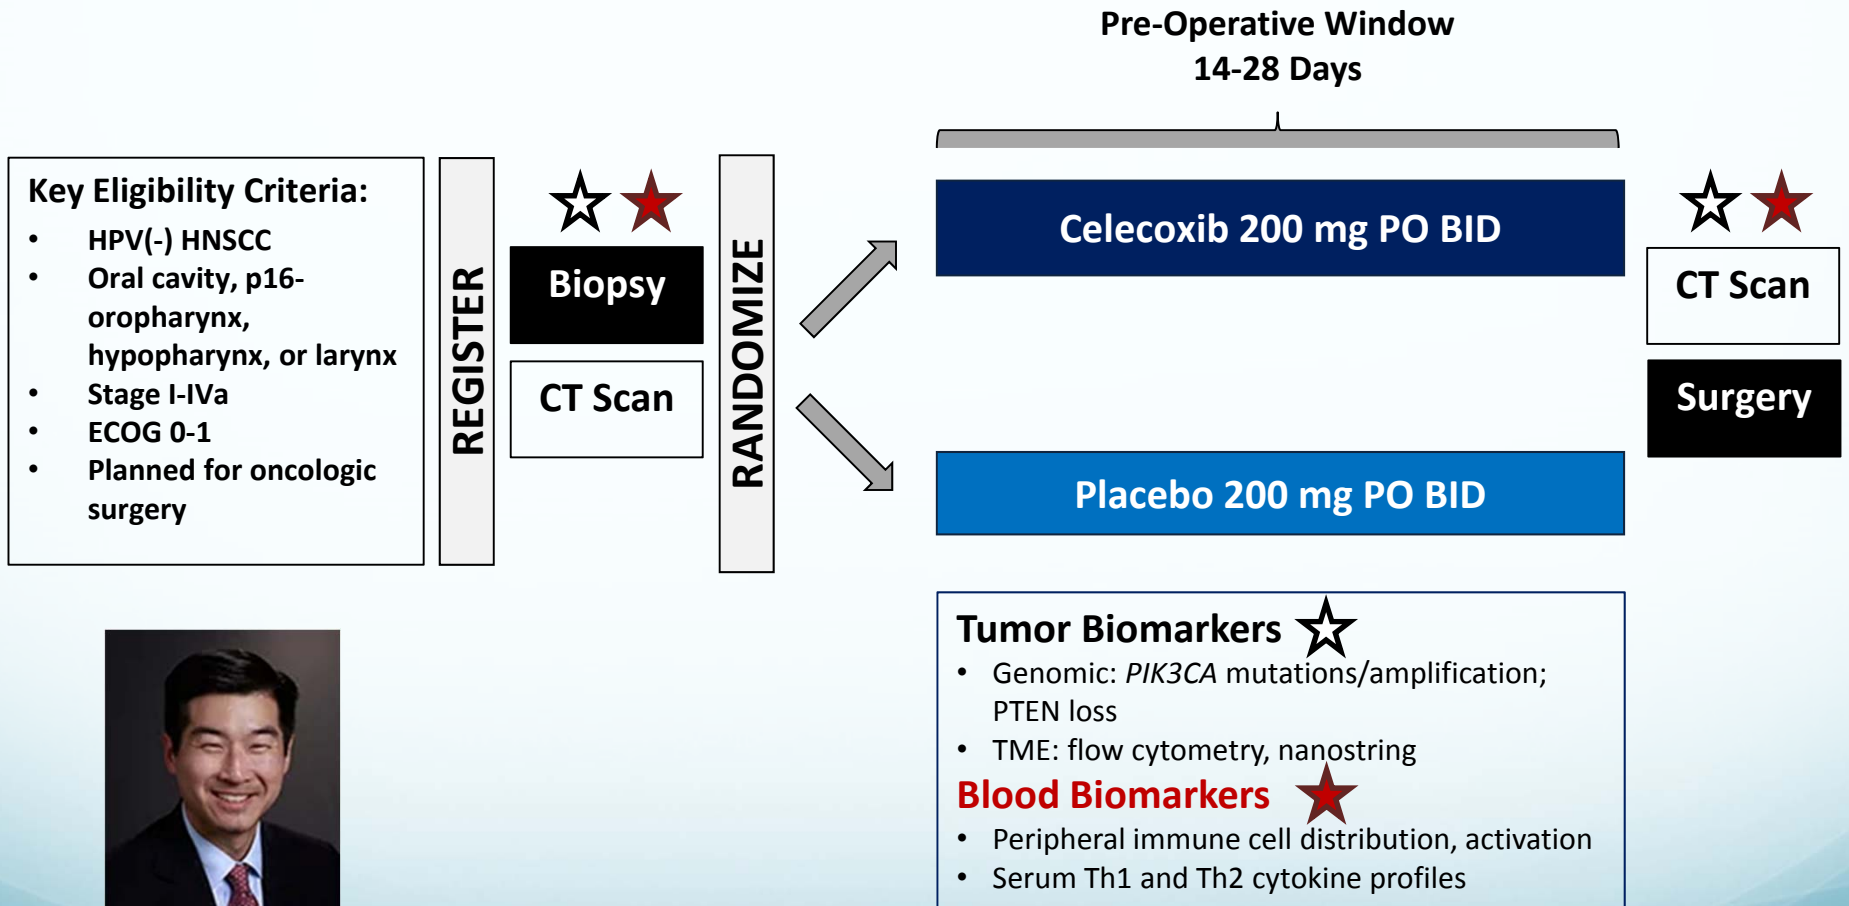 Pre-Operative Window
14-28 Days
Key Eligibility Criteria:
• HPV(-) HNSCC
• Oral cavity, p16-
oropharynx,
hypopharynx, or larynx
• Stage I-IVa
• ECOG 0-1
• Planned for oncologic
surgery
REGISTER
Biopsy
CT Scan
RANDOMIZE
Celecoxib 200 mg PO BID
Placebo 200 mg PO BID
CT Scan
Surgery
Tumor Biomarkers
• Genomic: PIK3CA mutations/amplification;
PTEN loss
• TME: flow cytometry, nanostring
Blood Biomarkers
• Peripheral immune cell distribution, activation
• Serum Th1 and Th2 cytokine profiles